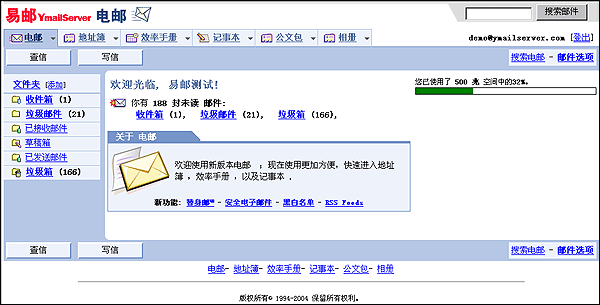 易邮 YmailServer 电邮 搜索邮件
电邮 地址簿 效率手册 记事本 公文包 相册 demo@ymailserver.com [登出]
查信 写信 搜索电邮 - 邮件选项
文件夹 [添加]
收件箱 (1)
垃圾邮件 (21)
已接收邮件
草稿箱
已发送邮件
垃圾箱 (166)
欢迎光临, 易邮测试!
你有 188 封未读 邮件:
收件箱 (1), 垃圾邮件 (21), 垃圾箱 (166),
您已使用了 500 兆 空间中的32%.
关于 电邮
欢迎使用新版本电邮 ;现在使用更加方便, 快速进入地址
簿 , 效率手册 , 以及记事本 .
新功能: 替身邮™ - 安全电子邮件 - 黑白名单 - RSS Feeds
查信 写信 搜索电邮 - 邮件选项
电邮- 地址簿- 效率手册- 记事本- 公文包- 相册
版权所有© 1994-2004 保留所有权利。